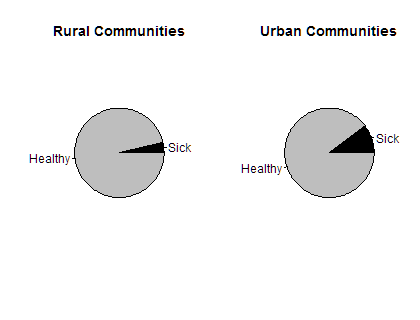 Rural Communities
Healthy
Sick
Urban Communities
Healthy
Sick